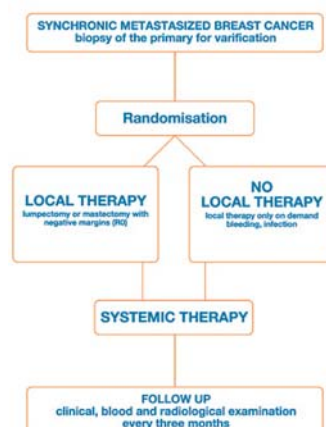 SYNCHRONIC METASTASIZED BREAST CANCER
biopsy of the primary for varification
Randomisation
LOCAL THERAPY
lumpectomy or mastectomy with
negative margins (R0)
NO
LOCAL THERAPY
local therapy only on demand
bleeding, infection
SYSTEMIC THERAPY
FOLLOW UP
clinical, blood and radiological examination
every three months